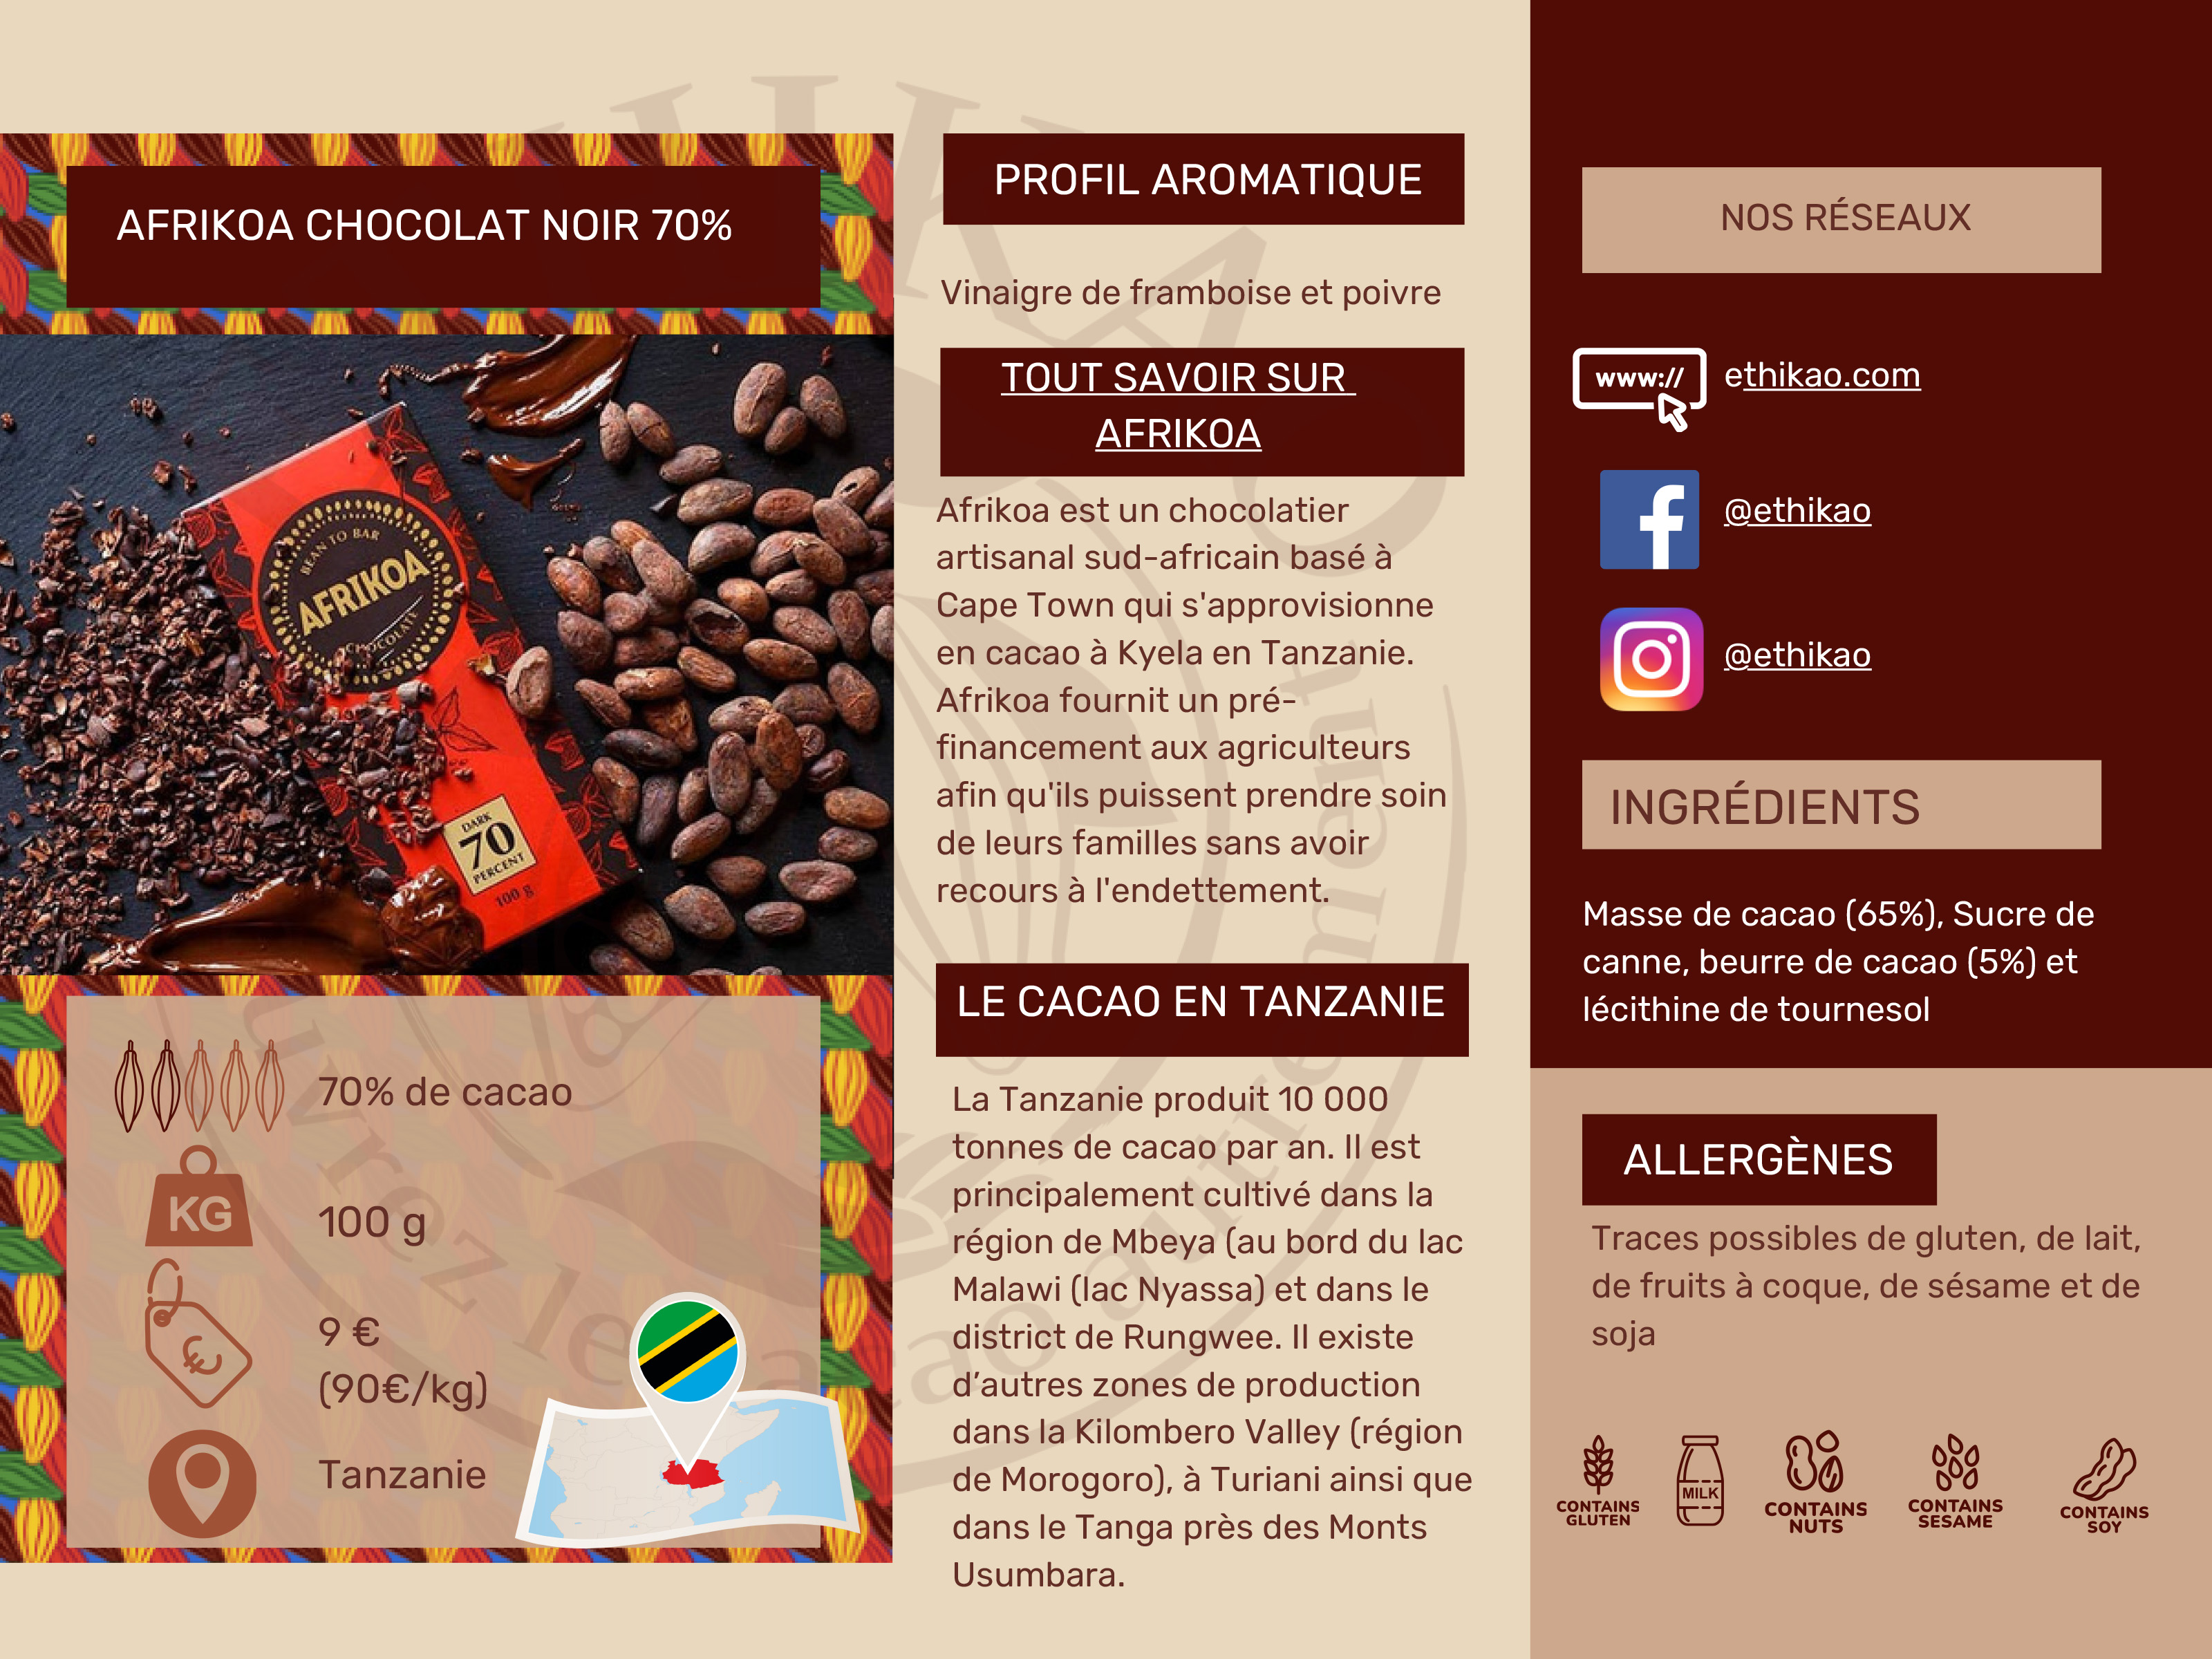 AFRIKOA CHOCOLAT NOIR 70%
BEAN TO BAR
AFRIKOA
CHOCOLATE
DARK
70
PERCENT
100 g
70% de cacao
KG
100 g
€
9 €
(90€/kg)
Tanzanie
PROFIL AROMATIQUE
Vinaigre de framboise et poivre
TOUT SAVOIR SUR
AFRIKOA
Afrikoa est un chocolatier
artisanal sud-africain basé à
Cape Town qui s'approvisionne
en cacao à Kyela en Tanzanie.
Afrikoa fournit un pré-
financement aux agriculteurs
afin qu'ils puissent prendre soin
de leurs familles sans avoir
recours à l'endettement.
LE CACAO EN TANZANIE
La Tanzanie produit 10 000
tonnes de cacao par an. Il est
principalement cultivé dans la
région de Mbeya (au bord du lac
Malawi (lac Nyassa) et dans le
district de Rungwee. Il existe
d’autres zones de production
dans la Kilombero Valley (région
de Morogoro), à Turiani ainsi que
dans le Tanga près des Monts
Usumbara.
NOS RÉSEAUX
www://
ethikao.com
@ethikao
@ethikao
INGRÉDIENTS
Masse de cacao (65%), Sucre de
canne, beurre de cacao (5%) et
lécithine de tournesol
ALLERGÈNES
Traces possibles de gluten, de lait,
de fruits à coque, de sésame et de
soja
CONTAINS
GLUTEN
MILK
CONTAINS
NUTS
CONTAINS
SESAME
CONTAINS
SOY